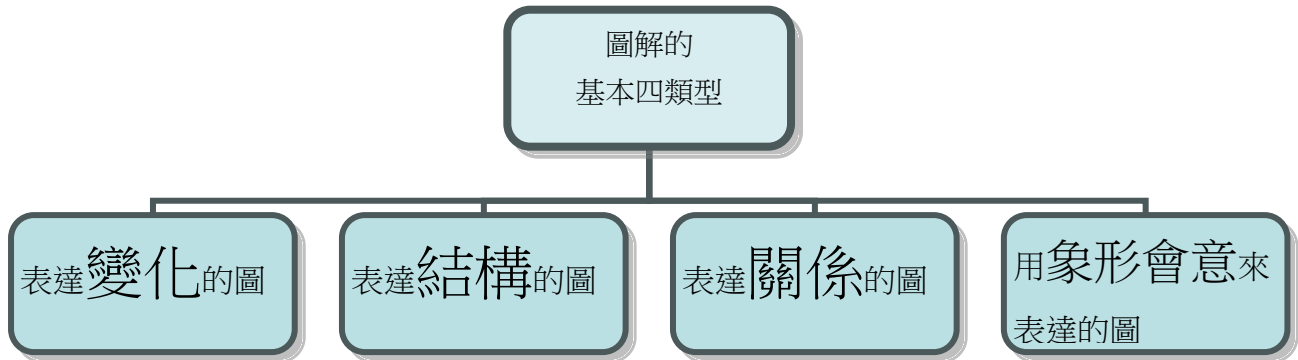 圖解的
基本四類型
表達變化的圖
表達結構的圖
表達關係的圖
用象形會意來
表達的圖